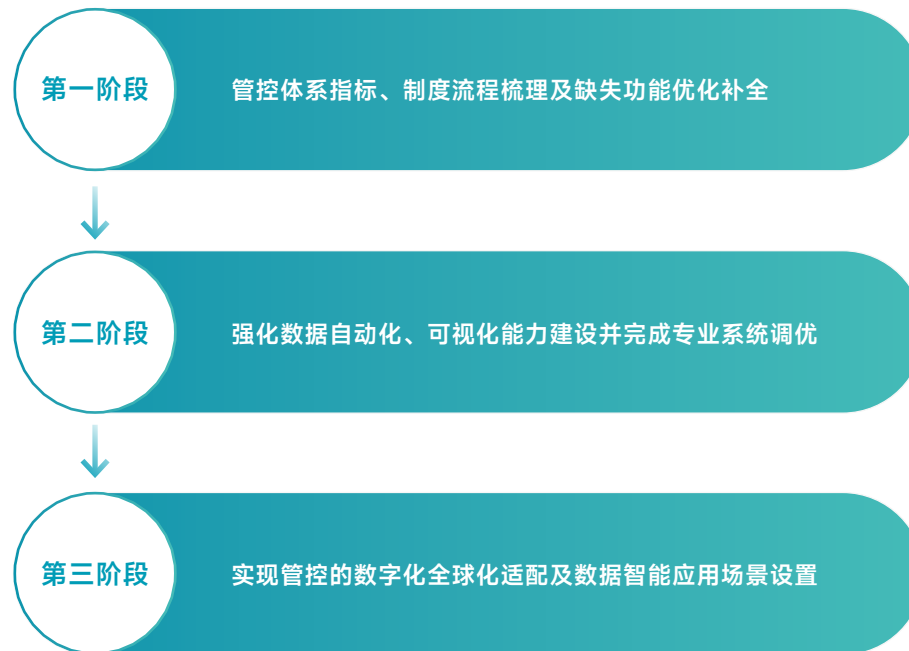 第一阶段
管控体系指标、制度流程梳理及缺失功能优化补全
第二阶段
强化数据自动化、可视化能力建设并完成专业系统调优
第三阶段
实现管控的数字化全球化适配及数据智能应用场景设置